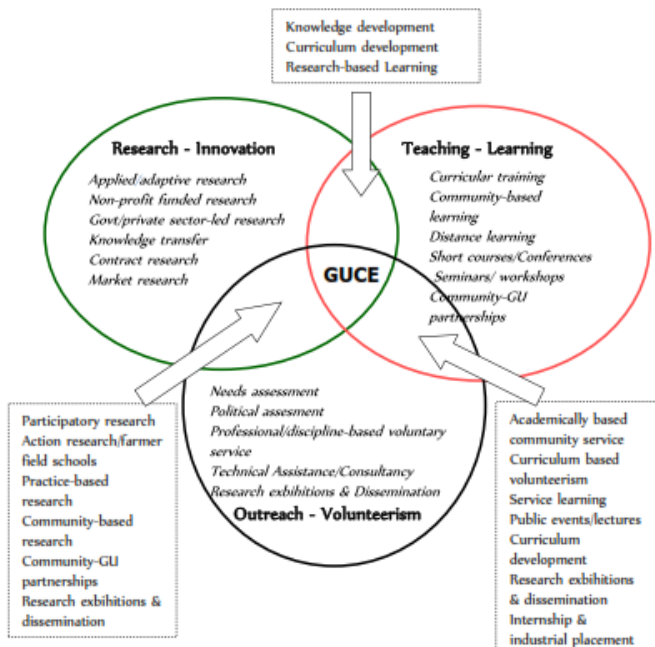 Knowledge development
Curriculum development
Research-based Learning
Research - Innovation
Applied/adaptive research
Non-profit funded research
Govt/private sector-led research
Knowledge transfer
Contract research
Market research
Teaching - Learning
Curricular training
Community-based
learning
Distance learning
Short courses/Conferences
Seminars/ workshops
Community-GU
partnerships
GUCE
Needs assessment
Political assesment
Professional/discipline-based voluntary
service
Technical Assistance/Consultancy
Research exbihitions & Dissemination
Outreach - Volunteerism
Participatory research
Action research/farmer
field schools
Practice-based
research
Community-based
research
Community-GU
partnerships
Research exbihitions &
dissemination
Academically based
community service
Curriculum based
volunteerism
Service learning
Public events/lectures
Curriculum
development
Research exbihitions
& dissemination
Internship &
industrial placement